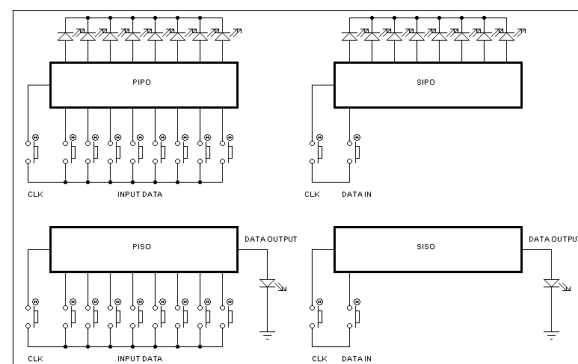 PIPO
SIPO
CLK INPUT DATA
CLK DATA IN
PISO
DATA OUTPUT
SISO
DATA OUTPUT
CLK INPUT DATA
CLK DATA IN